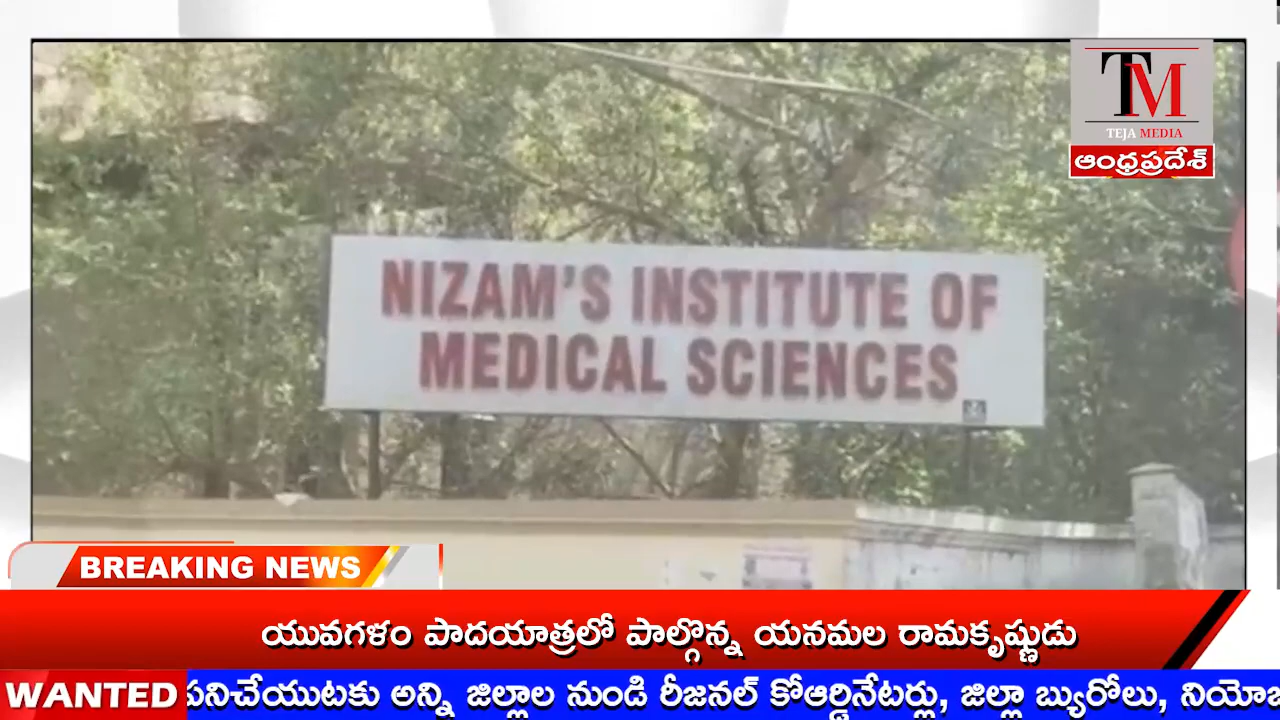 TM
TEJA MEDIA
ఆంధ్రప్రదేశ్
NIZAM'S INSTITUTE OF
MEDICAL SCIENCES
BREAKING NEWS
యువగళం పాదయాత్రలో పాల్గొన్న యనమల రామకృష్ణుడు
WANTED పనిచేయుటకు అన్ని జిల్లాల నుండి రీజనల్ కోఆర్డినేటర్లు, జిల్లా బ్యురోలు,